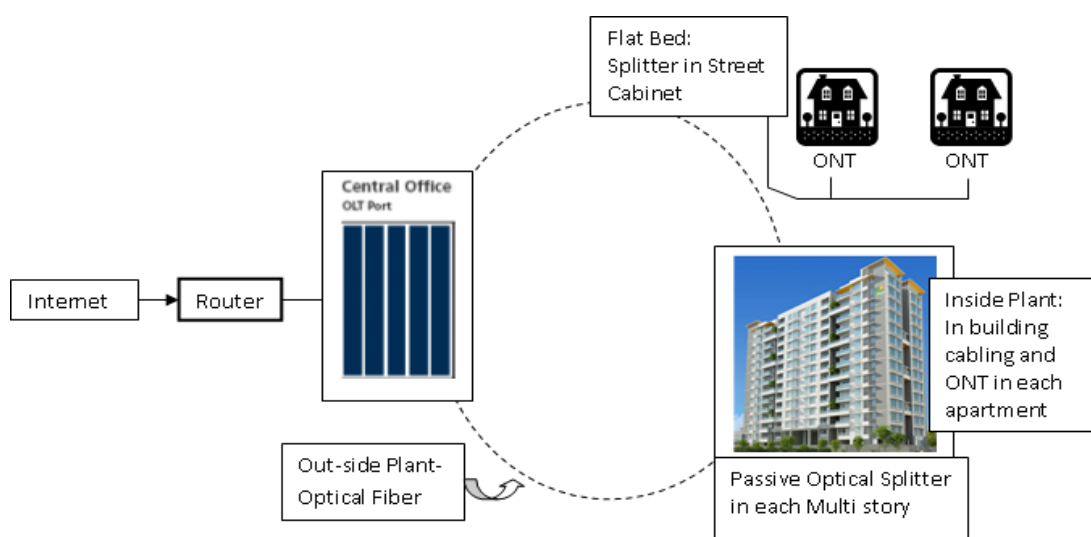 Flat Bed:
Splitter in Street
Cabinet
ONT
ONT
Central Office
OLT Port
Internet
Router
Inside Plant:
In building
cabling and
ONT in each
apartment
Out-side Plant-
Optical Fiber
Passive Optical Splitter
in each Multi story